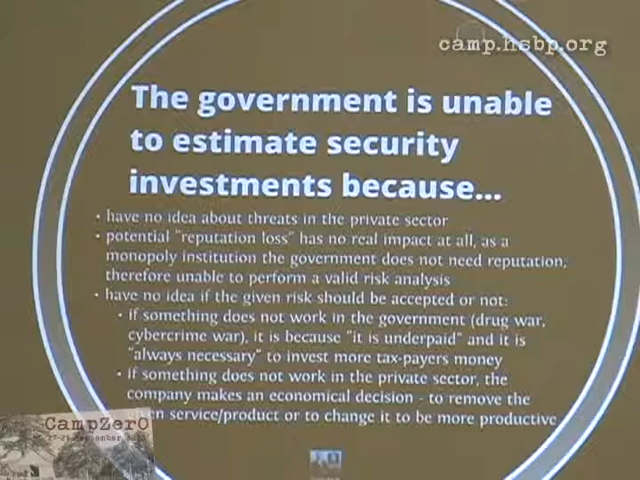 camp.hsbp.org
The government is unable
to estimate security
investments because...
• have no idea about threats in the private sector
• potential "reputation loss" has no real impact at all, as a
monopoly institution the government does not need reputation,
therefore unable to perform a valid risk analysis
• have no idea if the given risk should be accepted or not:
• if something does not work in the government (drug war,
cybercrime war), it is because "it is underpaid" and it is
"always necessary" to invest more tax-payers money
• if something does not work in the private sector, the
company makes an economical decision - to remove the
service/product or to change it to be more productive
CampZer0